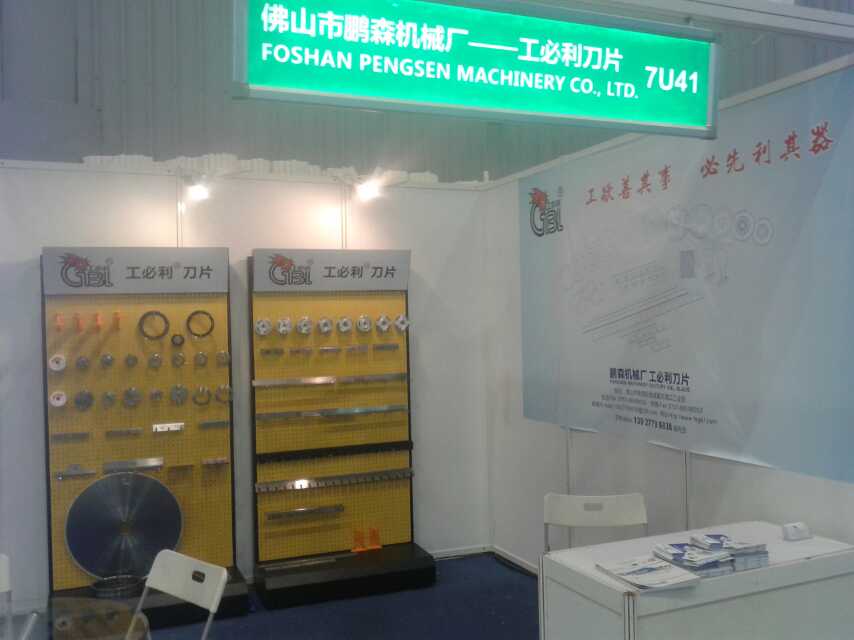 佛山市鹏森机械厂——工必利刀片
FOSHAN PENGSEN MACHINERY CO., LTD.
7U41
工欲善其事 必先利其器
GBL 工必利®刀片
GBL 工必利®刀片
鹏森机械厂 工必利刀片